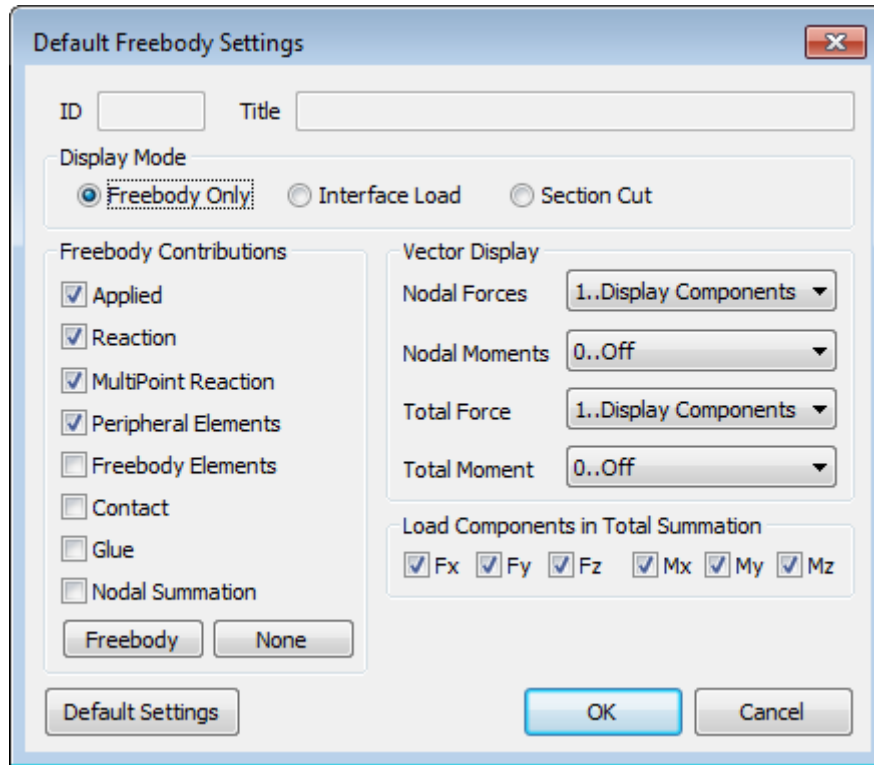 Default Freebody Settings
ID Title
Display Mode
Freebody Only Interface Load Section Cut
Freebody Contributions
Applied
Reaction
MultiPoint Reaction
Peripheral Elements
Freebody Elements
Contact
Glue
Nodal Summation
Freebody None
Vector Display
Nodal Forces 1..Display Components
Nodal Moments 0..Off
Total Force 1..Display Components
Total Moment 0..Off
Load Components in Total Summation
Fx Fy Fz Mx My Mz
Default Settings OK Cancel